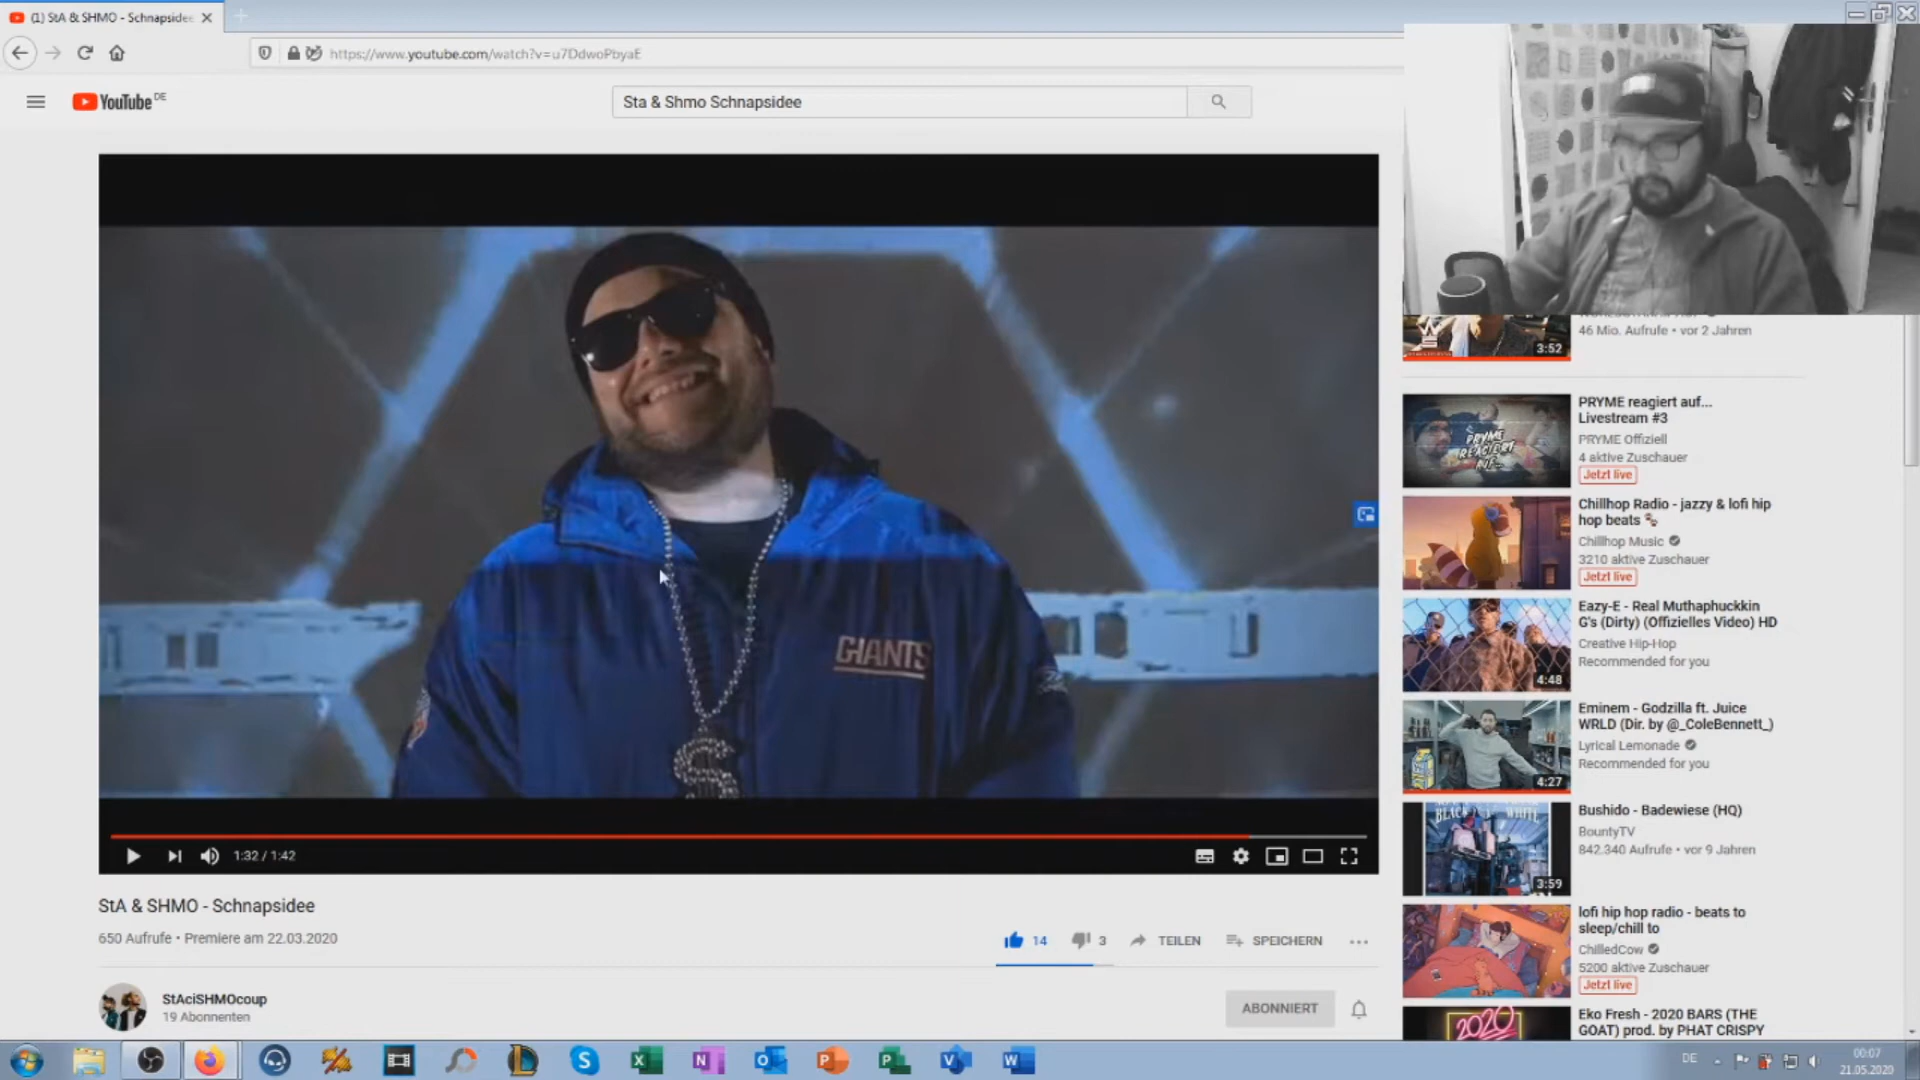 (1) StA & SHMO - Schnapsidee
https://www.youtube.com/watch?v=u7DdwoPbyaE
YouTube DE
Sta & Shmo Schnapsidee
GIANTS
1:32 / 1:42
StA & SHMO - Schnapsidee
650 Aufrufe • Premiere am 22.03.2020
14
3
TEILEN
SPEICHERN
StAciSHMOcoup
19 Abonnenten
ABONNIERT
46 Mio. Aufrufe • vor 2 Jahren
3:52
PRYME reagiert auf...
Livestream #3
PRYME Offiziell
4 aktive Zuschauer
Jetzt live
PRYME
REAGIERT
AUF...
Chillhop Radio - jazzy & lofi hip
hop beats
Chillhop Music
3210 aktive Zuschauer
Jetzt live
Eazy-E - Real Muthaphuckkin
G's (Dirty) (Offizielles Video) HD
Creative Hip-Hop
Recommended for you
4:48
Eminem - Godzilla ft. Juice
WRLD (Dir. by @_ColeBennett_)
Lyrical Lemonade
Recommended for you
4:27
Bushido - Badewiese (HQ)
BountyTV
842.340 Aufrufe • vor 9 Jahren
3:59
lofi hip hop radio - beats to
sleep/chill to
ChilledCow
5200 aktive Zuschauer
Jetzt live
Eko Fresh - 2020 BARS (THE
GOAT) prod. by PHAT CRISPY
2020
DE
00:07
21.05.2020